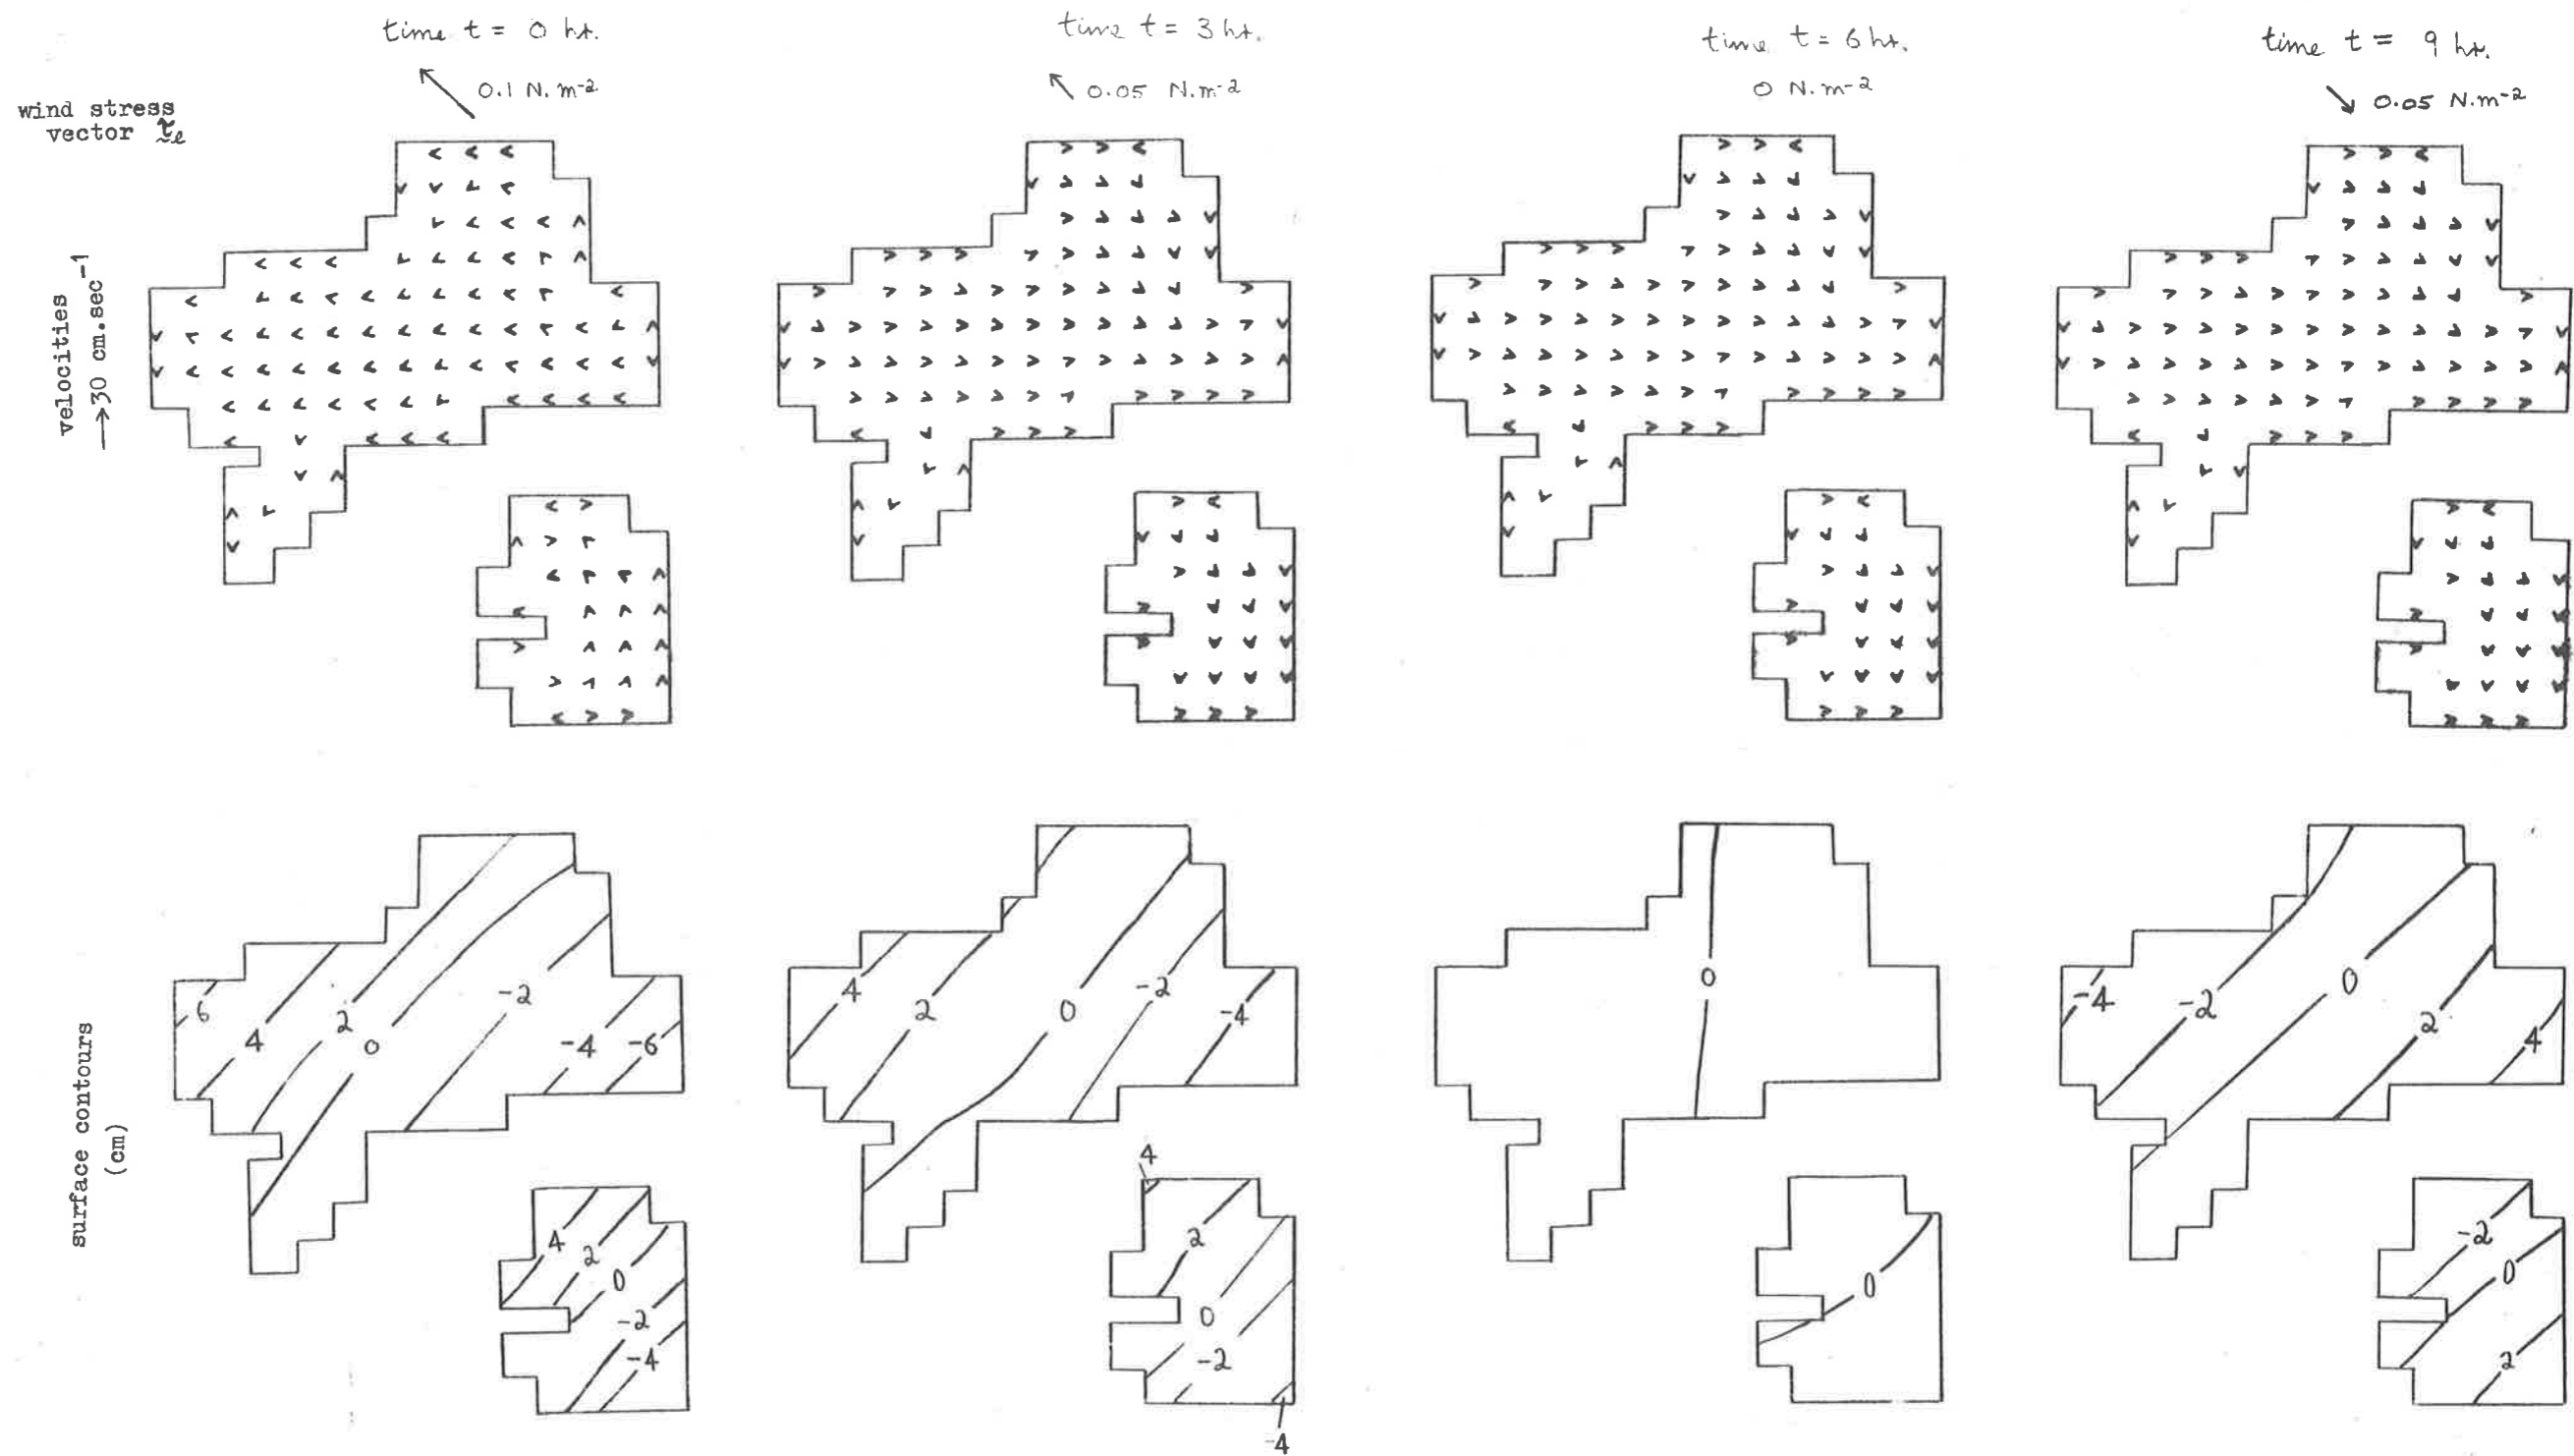 time t = 0 hr.
time t = 3 hr.
time t = 6 hr.
time t = 9 hr.
wind stress
vector τℓ
0.1 N.m-2
0.05 N.m-2
0 N.m-2
0.05 N.m-2
velocities
→30 cm.sec-1
surface contours
(cm)
6
4
2
0
-2
-4
-6
4
2
0
-2
-4
4
2
0
-2
-4
4
2
0
-2
-4
0
0
-4
-2
0
2
4
-2
0
2